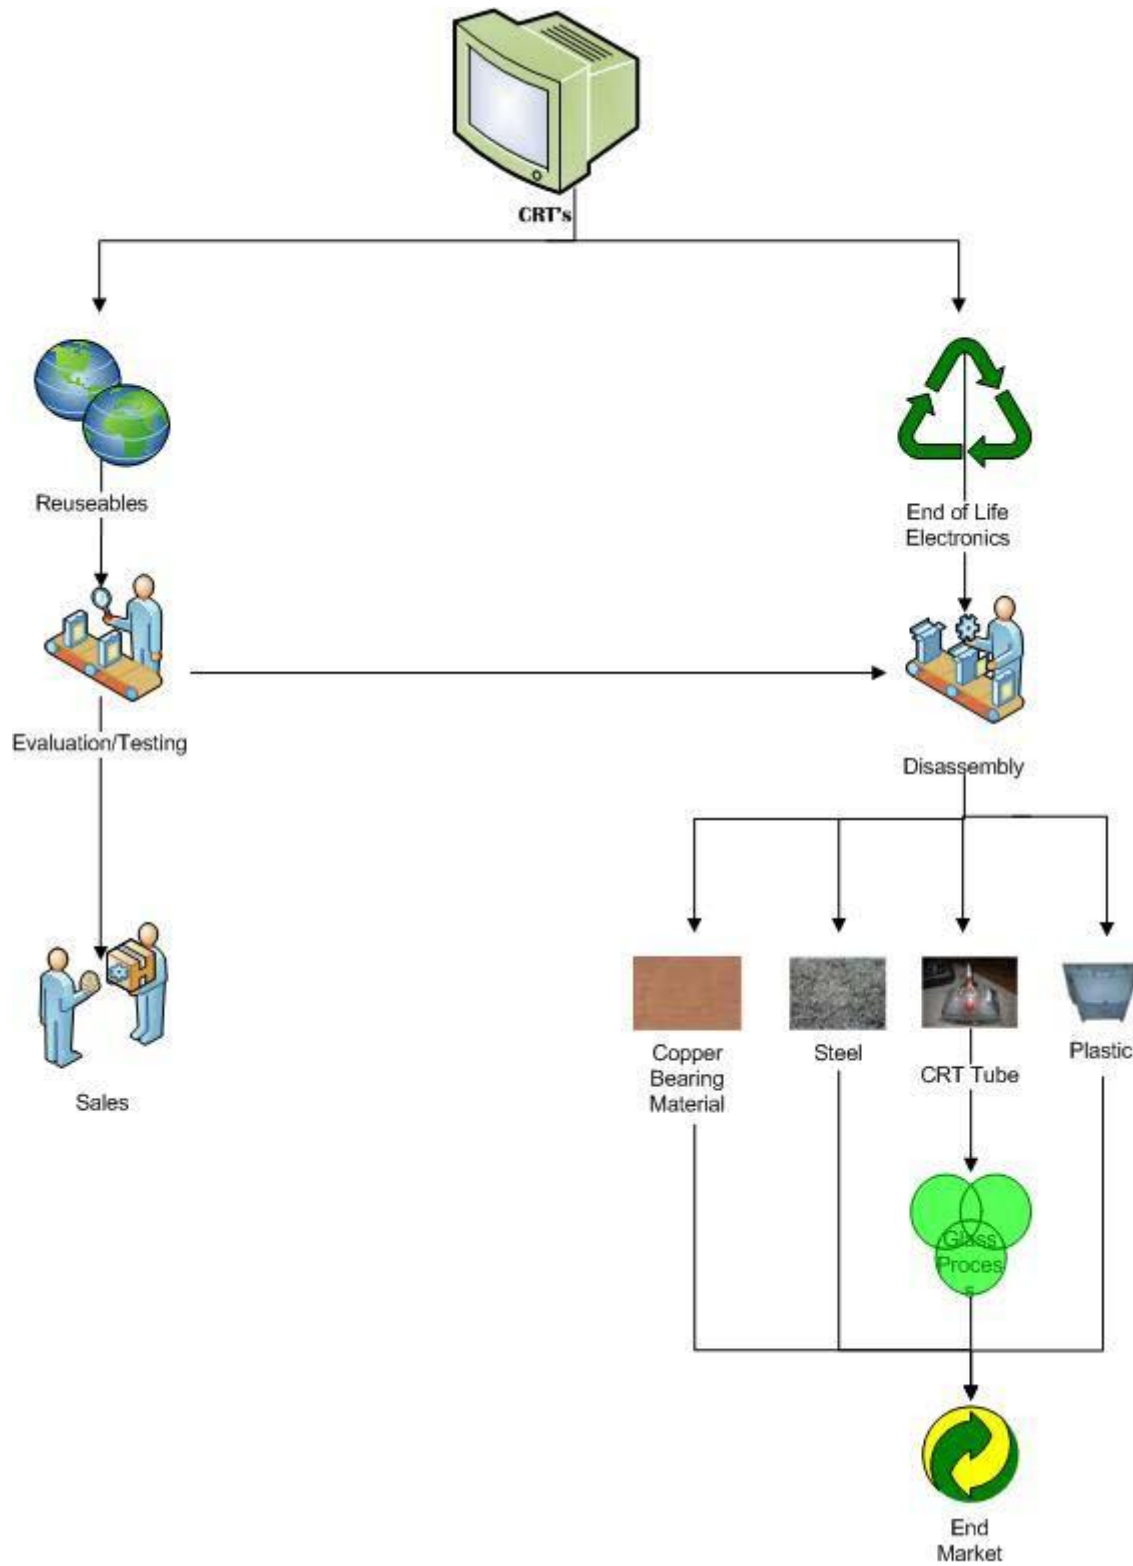 CRT's
Reuseables
End of Life
Electronics
Evaluation/Testing
Disassembly
Copper
Bearing
Material
Steel
CRT Tube
Plastic
Sales
Glass
Proces
s
End
Market